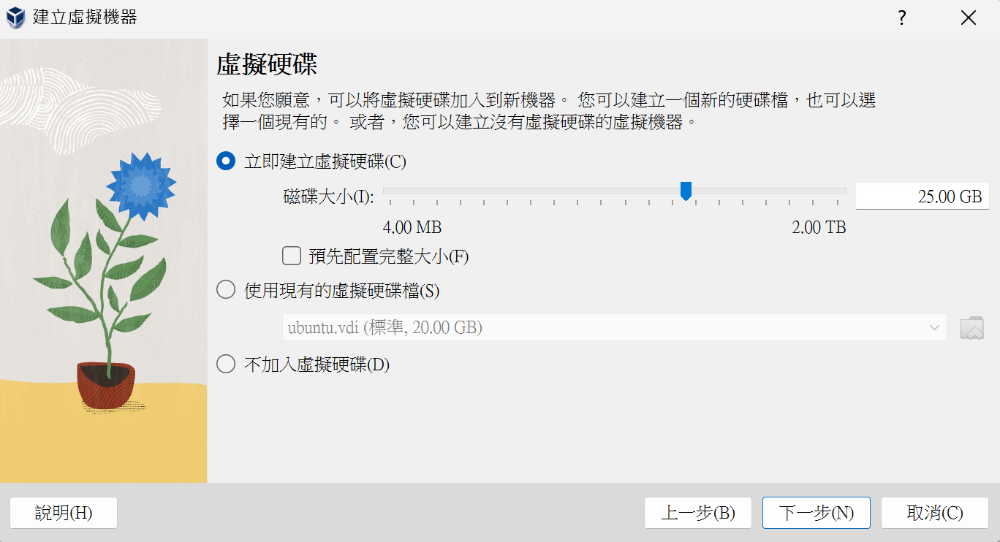 建立虛擬機器
?
虛擬硬碟
如果您願意，可以將虛擬硬碟加入到新機器。 您可以建立一個新的硬碟檔，也可以選
擇一個現有的。 或者，您可以建立沒有虛擬硬碟的虛擬機器。
立即建立虛擬硬碟(C)
磁碟大小(I):
25.00 GB
4.00 MB
2.00 TB
預先配置完整大小(F)
使用現有的虛擬硬碟檔(S)
ubuntu.vdi (標準, 20.00 GB)
不加入虛擬硬碟(D)
說明(H)
上一步(B)
下一步(N)
取消(C)